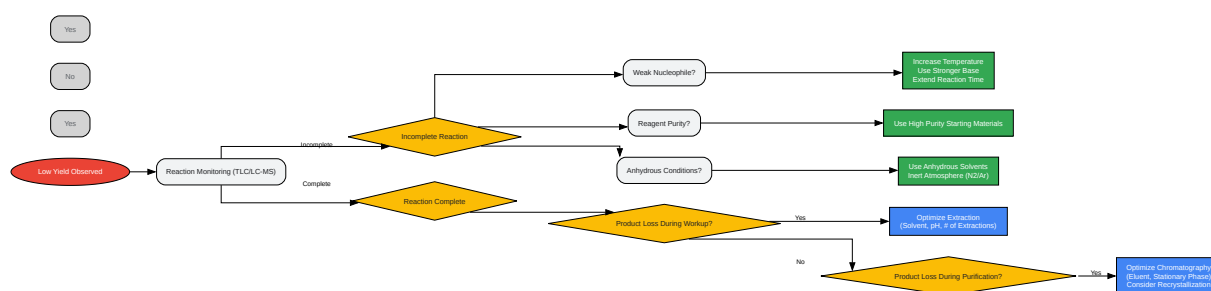 Yes
No
Yes
Low Yield Observed
Reaction Monitoring (TLC/LC-MS)
Incomplete
Complete
Incomplete Reaction
Reaction Complete
Weak Nucleophile?
Reagent Purity?
Anhydrous Conditions?
Increase Temperature
Use Stronger Base
Extend Reaction Time
Use High Purity Starting Materials
Use Anhydrous Solvents
Inert Atmosphere (N2/Ar)
Product Loss During Workup?
Yes
Optimize Extraction
(Solvent, pH, # of Extractions)
No
Product Loss During Purification?
Yes
Optimize Chromatography
(Eluent, Stationary Phase)
Consider Recrystallization